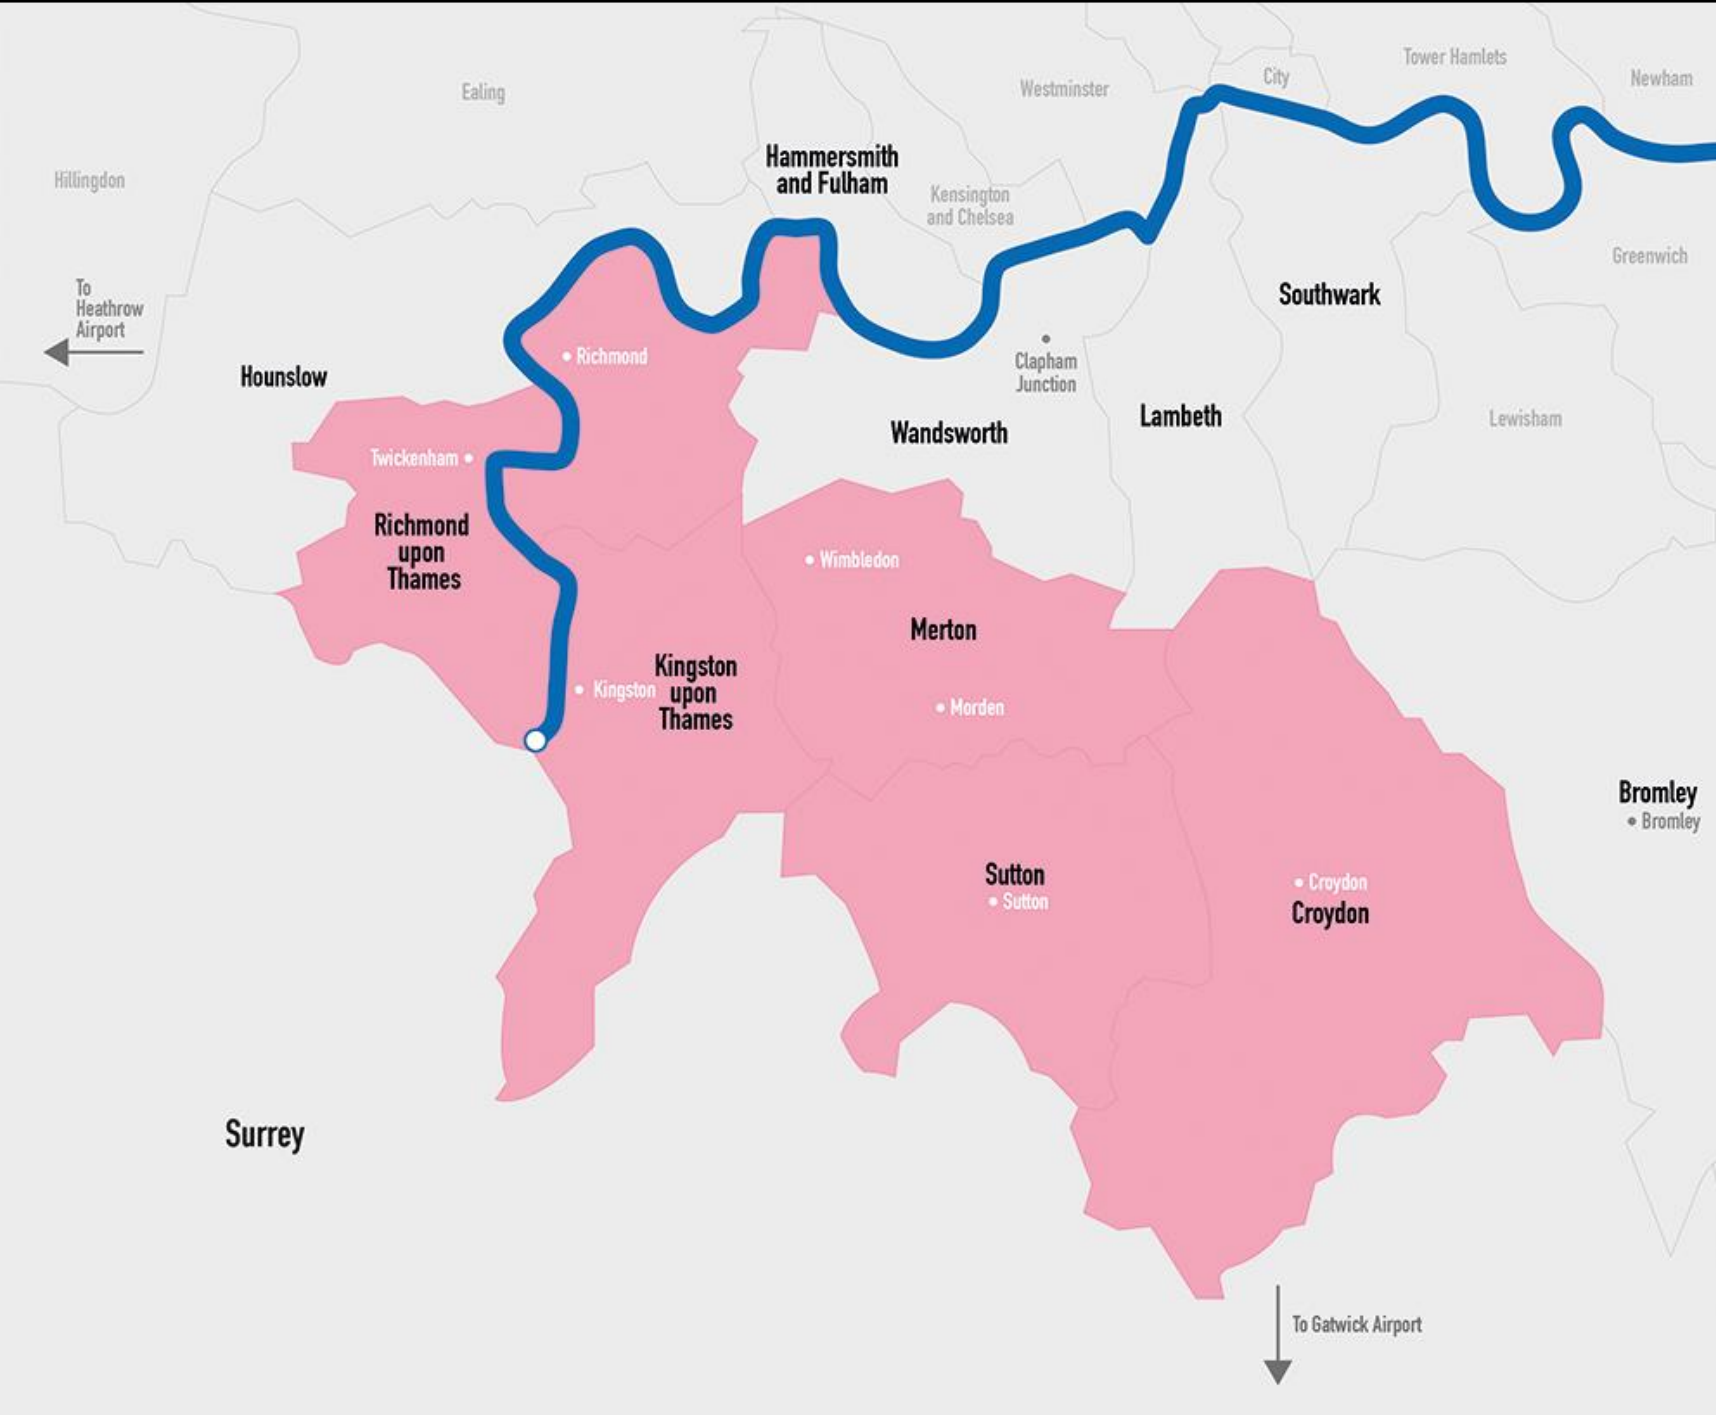 Tower Hamlets
City
Newham
Westminster
Ealing
Hammersmith
and Fulham
Hillingdon
Kensington
and Chelsea
Greenwich
To
Heathrow
Airport
Southwark
Richmond
Clapham
Junction
Hounslow
Lambeth
Lewisham
Wandsworth
Twickenham
Richmond
upon
Thames
Wimbledon
Merton
Kingston
Kingston
upon
Thames
Morden
Bromley
Bromley
Sutton
Sutton
Croydon
Croydon
Surrey
To Gatwick Airport